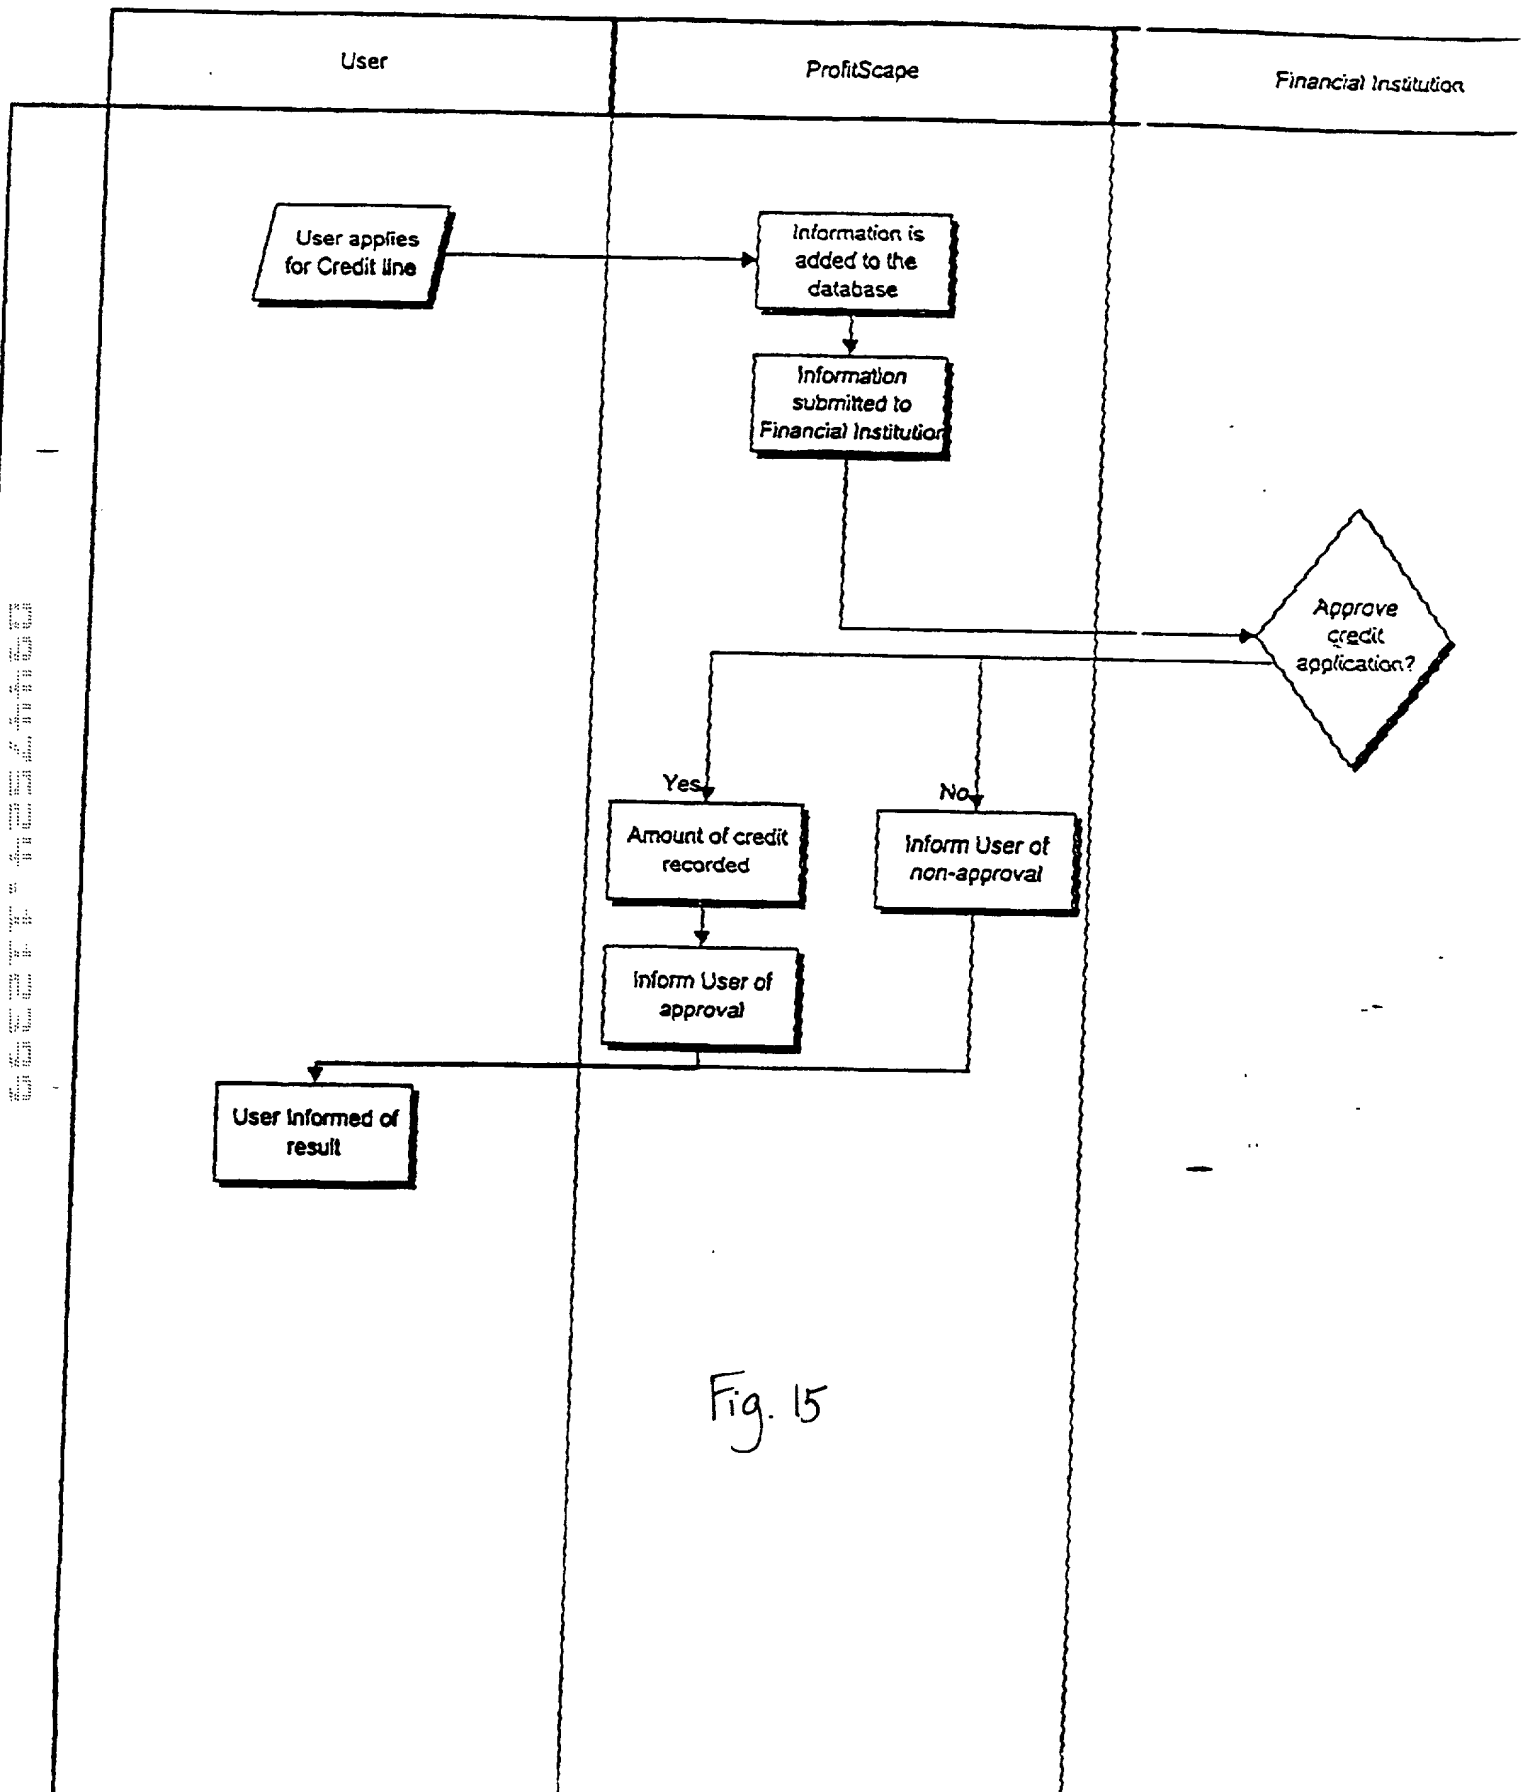 User
ProfitScape
Financial Institution
User applies
for Credit line
Information is
added to the
database
Information
submitted to
Financial Institution
Approve
credit
application?
Yes
No
Amount of credit
recorded
Inform User of
non-approval
Inform User of
approval
User Informed of
result
Fig. 15